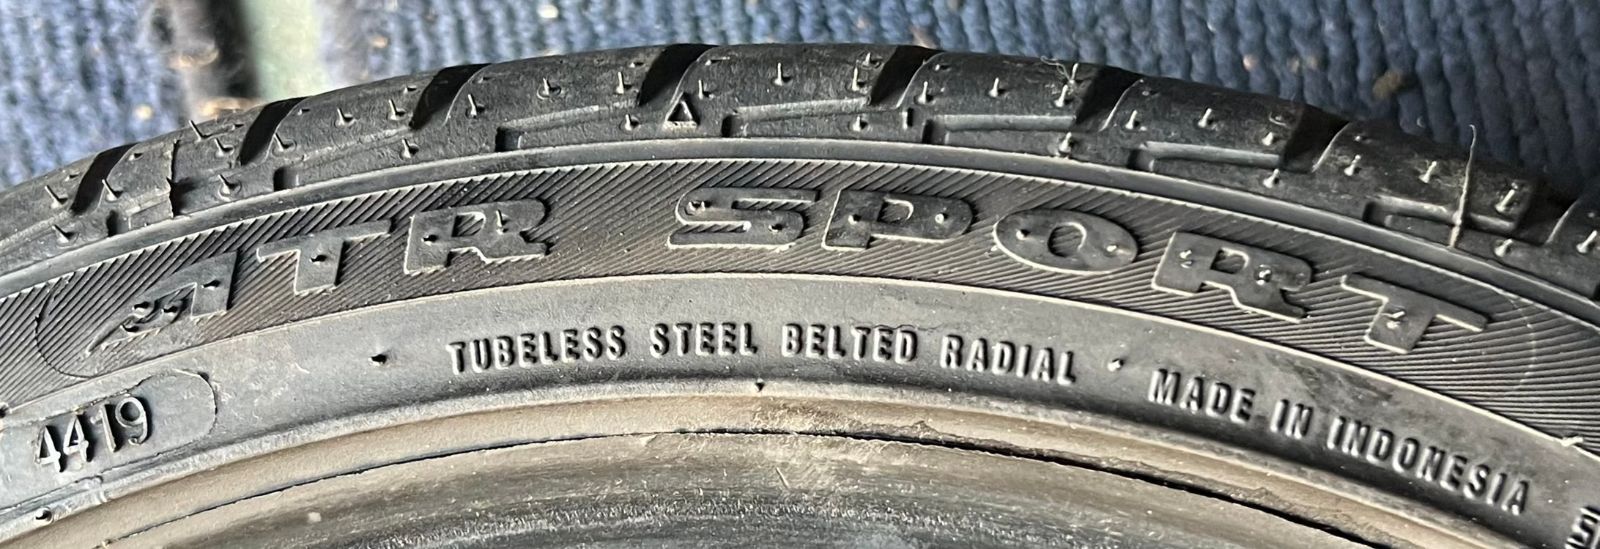 ATR SPORT
TUBELESS STEEL BELTED RADIAL · MADE IN INDONESIA
4419